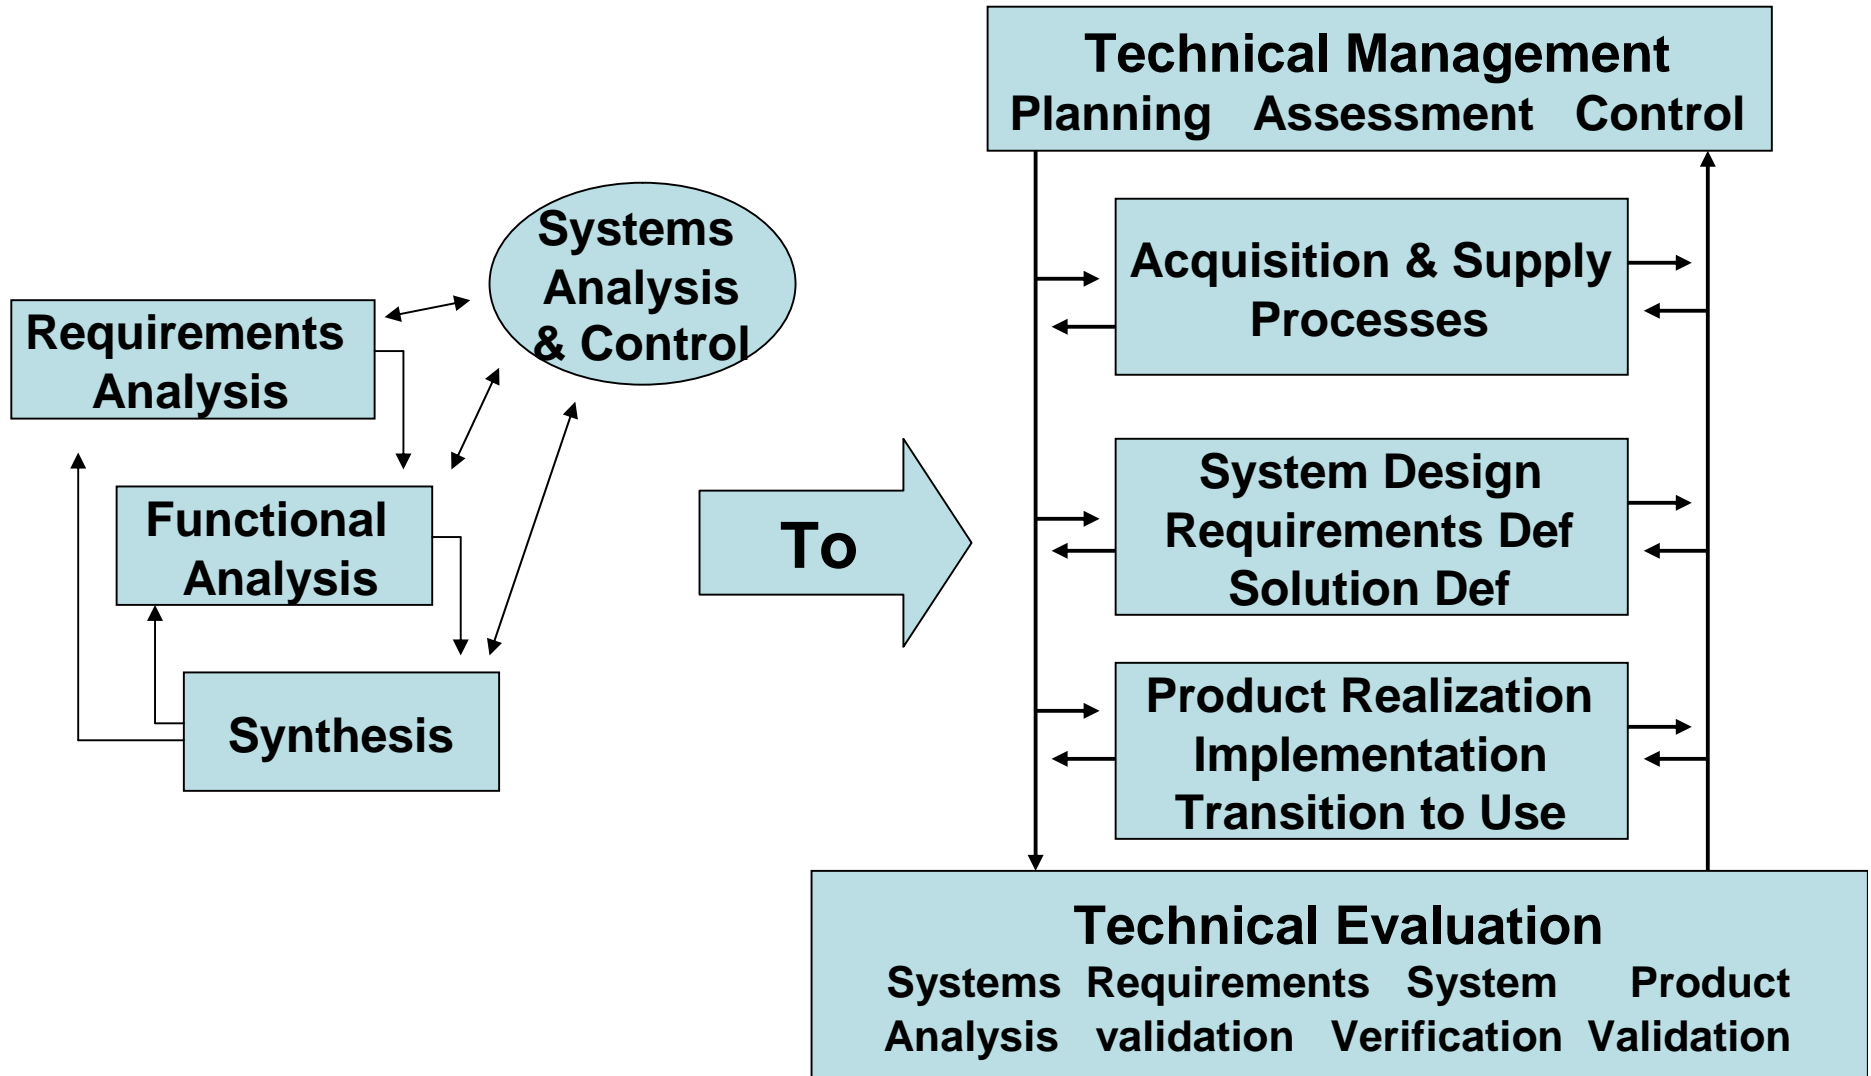 Systems
Analysis
& Control
Requirements
Analysis
Functional
Analysis
Synthesis
To
Technical Management
Planning Assessment Control
Acquisition & Supply
Processes
System Design
Requirements Def
Solution Def
Product Realization
Implementation
Transition to Use
Technical Evaluation
Systems Requirements System Product
Analysis validation Verification Validation